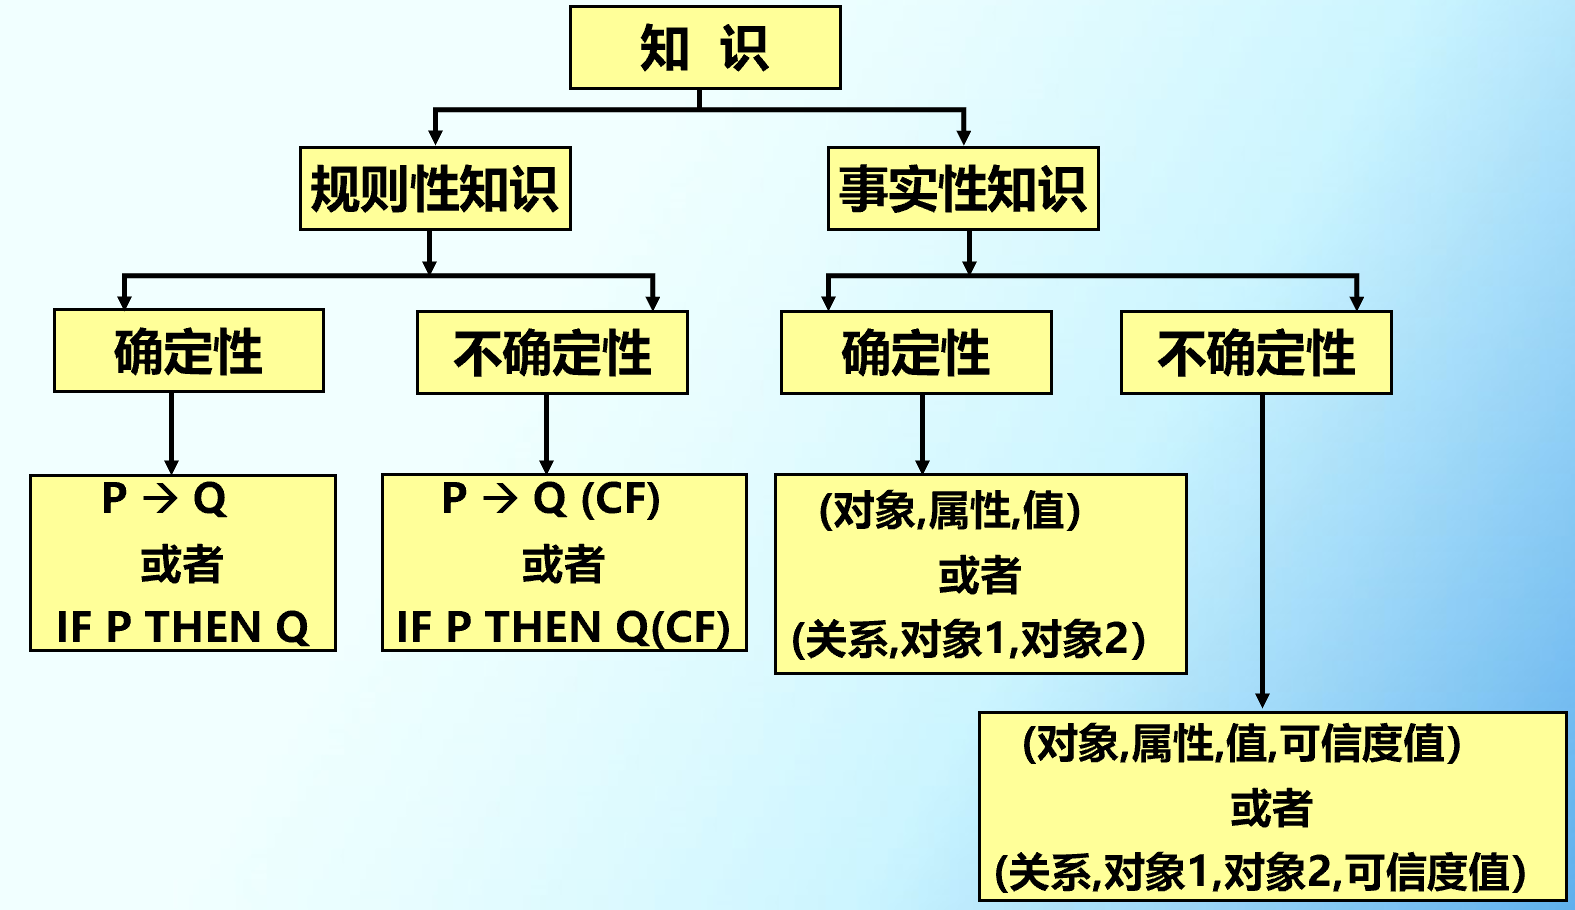 知 识
规则性知识
事实性知识
确定性
不确定性
确定性
不确定性
P → Q
或者
IF P THEN Q
P → Q (CF)
或者
IF P THEN Q(CF)
(对象,属性,值)
或者
(关系,对象1,对象2)
(对象,属性,值,可信度值)
或者
(关系,对象1,对象2,可信度值)